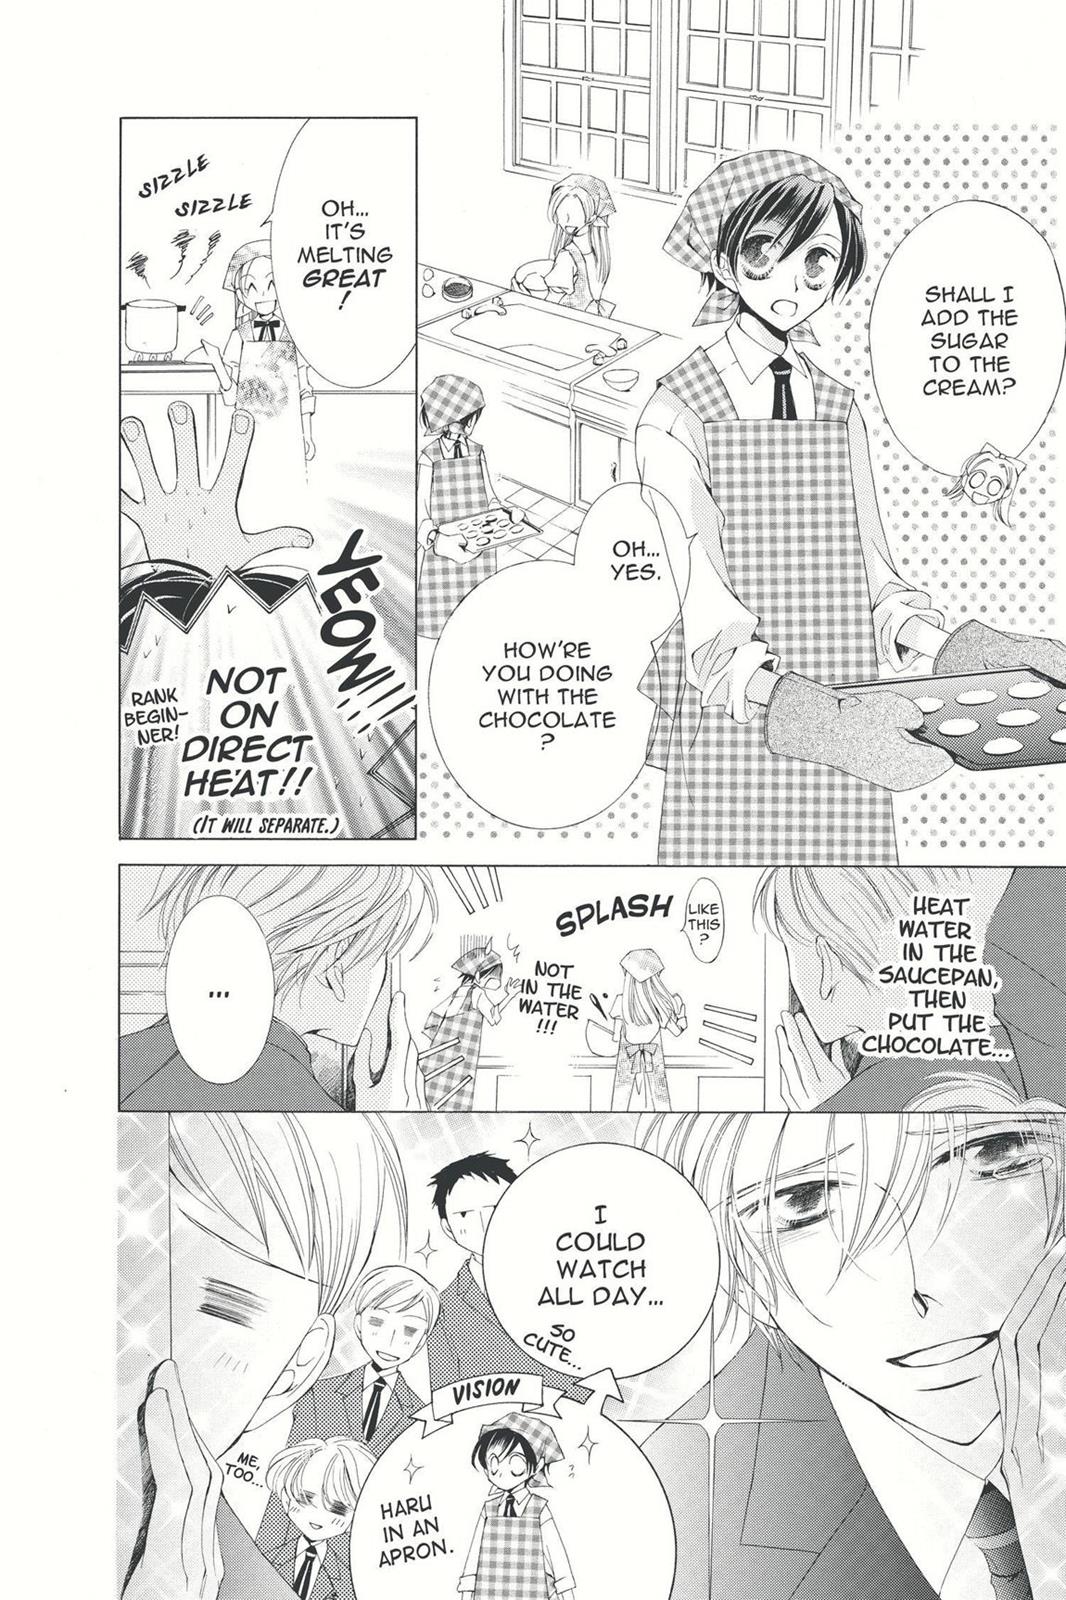 SHALL I
ADD THE
SUGAR
TO THE
CREAM?
OH...
YES.
HOW'RE
YOU DOING
WITH THE
CHOCOLATE
?
OH...
IT'S
MELTING
GREAT
!
SIZZLE
SIZZLE
YEOW!!!
NOT
ON
DIRECT
HEAT!!
RANK
BEGIN-
NER!
(IT WILL SEPARATE.)
HEAT
WATER
IN THE
SAUCEPAN,
THEN
PUT THE
CHOCOLATE...
LIKE
THIS?
SPLASH
NOT
IN THE
WATER
!!!
...
I
COULD
WATCH
ALL DAY...
SO
CUTE...
VISION
ME,
TOO...
HARU
IN AN
APRON.